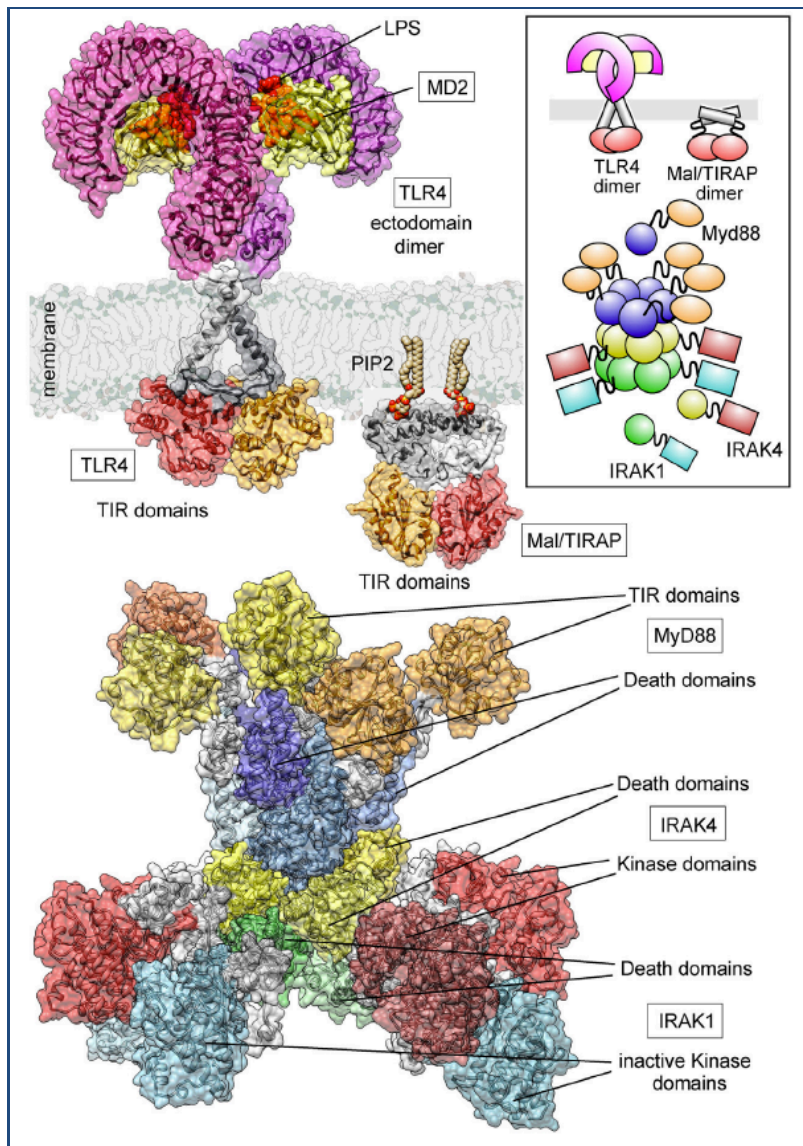 LPS
MD2
TLR4
ectodomain
dimer
membrane
PIP2
TLR4
TIR domains
Mal/TIRAP
TIR domains
TLR4
dimer
Mal/TIRAP
dimer
Myd88
IRAK4
IRAK1
TIR domains
MyD88
Death domains
Death domains
IRAK4
Kinase domains
Death domains
IRAK1
inactive Kinase
domains